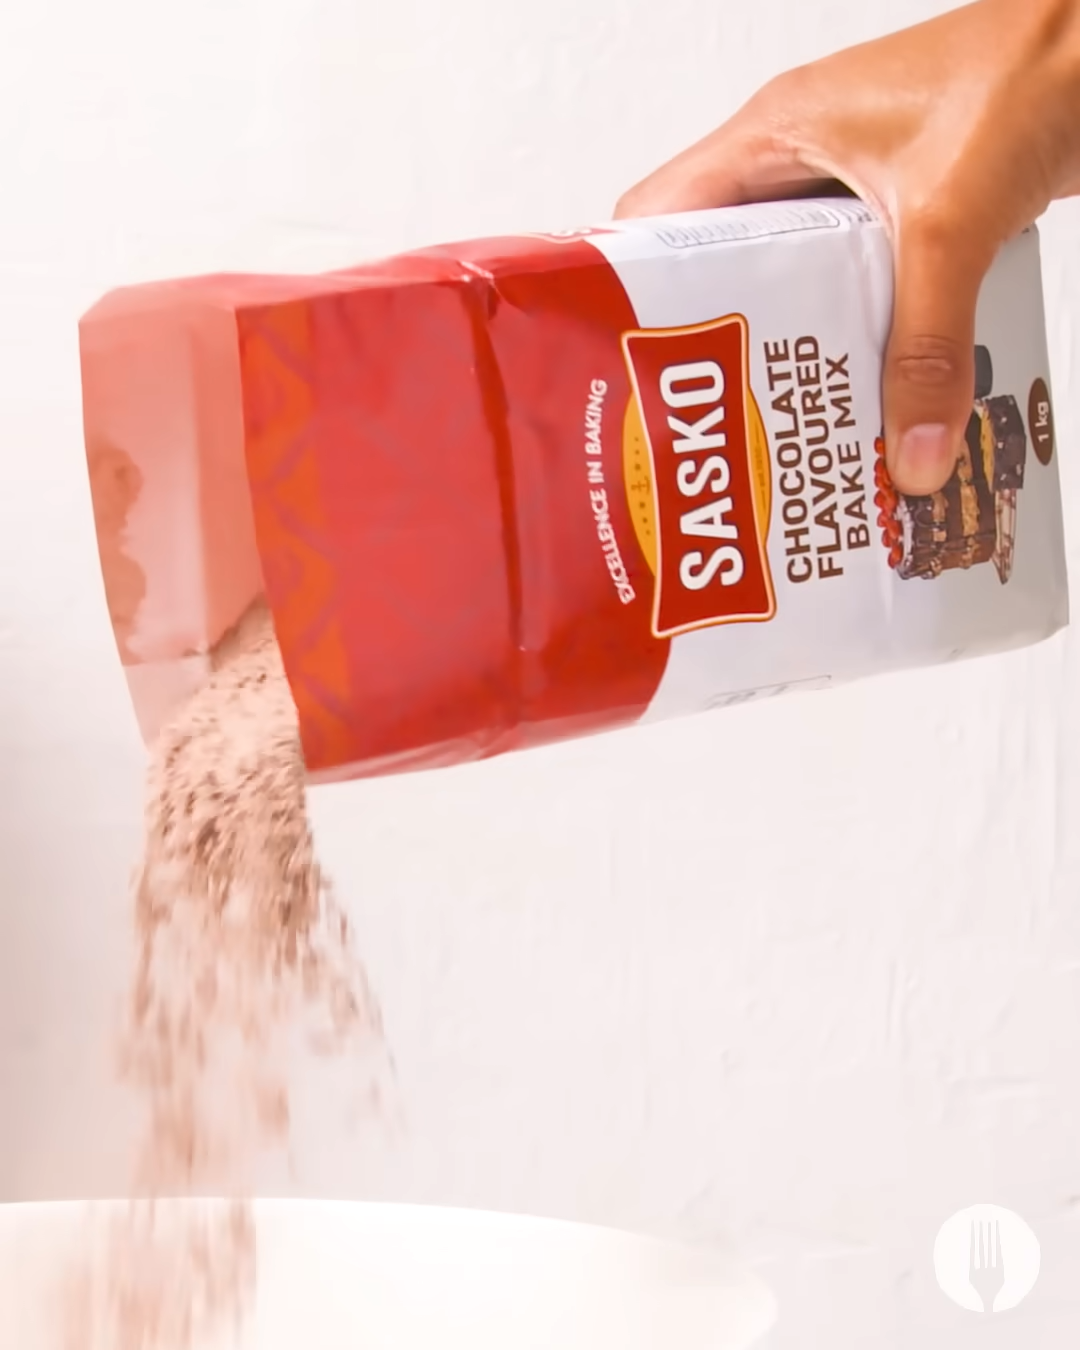 EXCELLENCE IN BAKING
SASKO
CHOCOLATE
FLAVOURED
BAKE MIX
1 kg